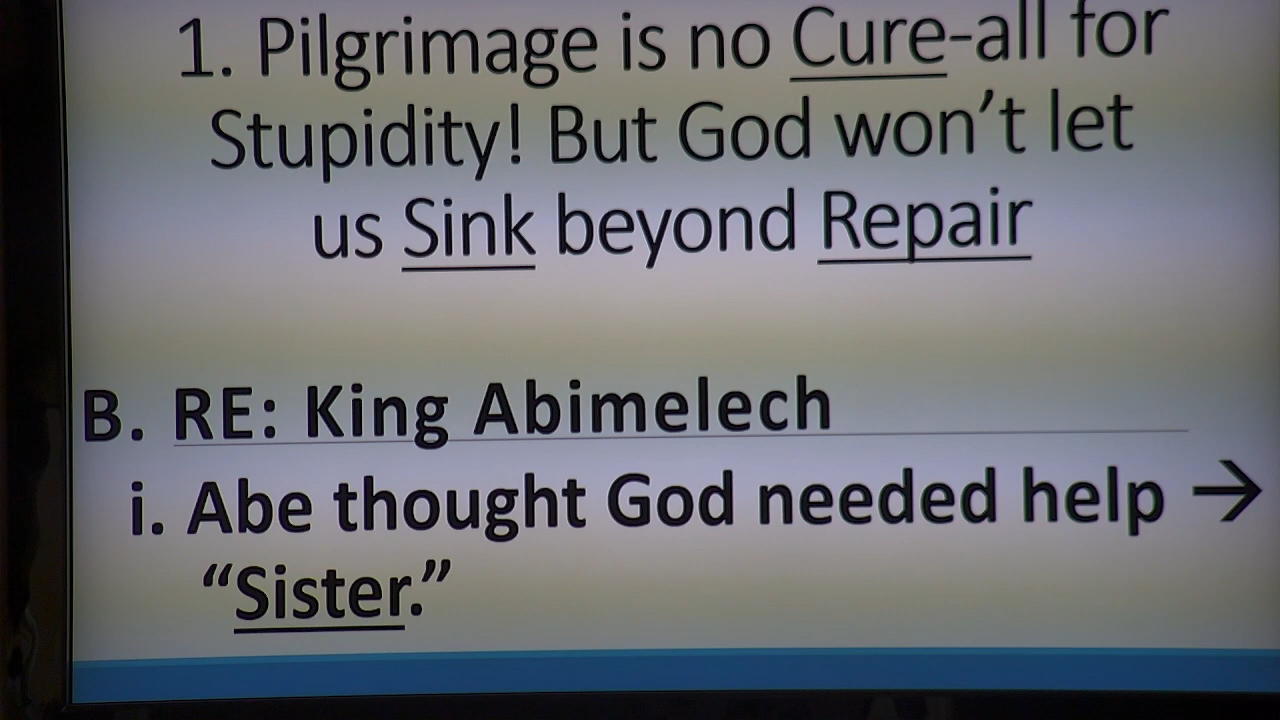 1. Pilgrimage is no Cure-all for
Stupidity! But God won’t let
us Sink beyond Repair
B. RE: King Abimelech
i. Abe thought God needed help →
“Sister.”